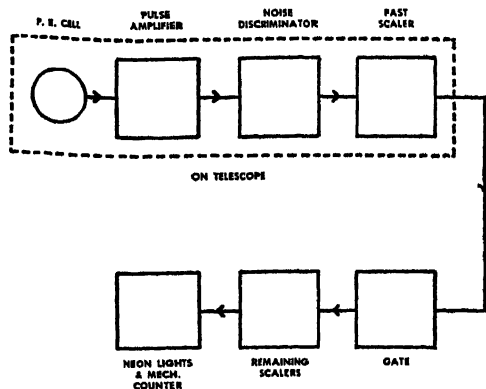 P. E. CELL
PULSE
AMPLIFIER
NOISE
DISCRIMINATOR
FAST
SCALER
ON TELESCOPE
NEON LIGHTS
& MECH.
COUNTER
REMAINING
SCALERS
GATE